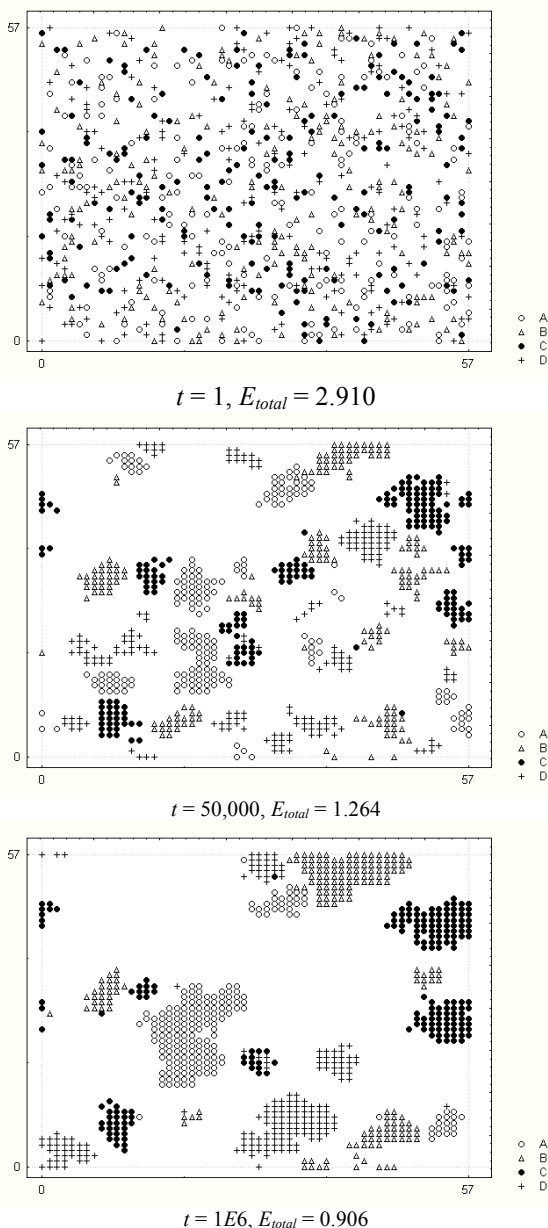 57
0
0 57
A
B
C
D
t = 1, E_total = 2.910
57
0
0 57
A
B
C
D
t = 50,000, E_total = 1.264
57
0
0 57
A
B
C
D
t = 1E6, E_total = 0.906